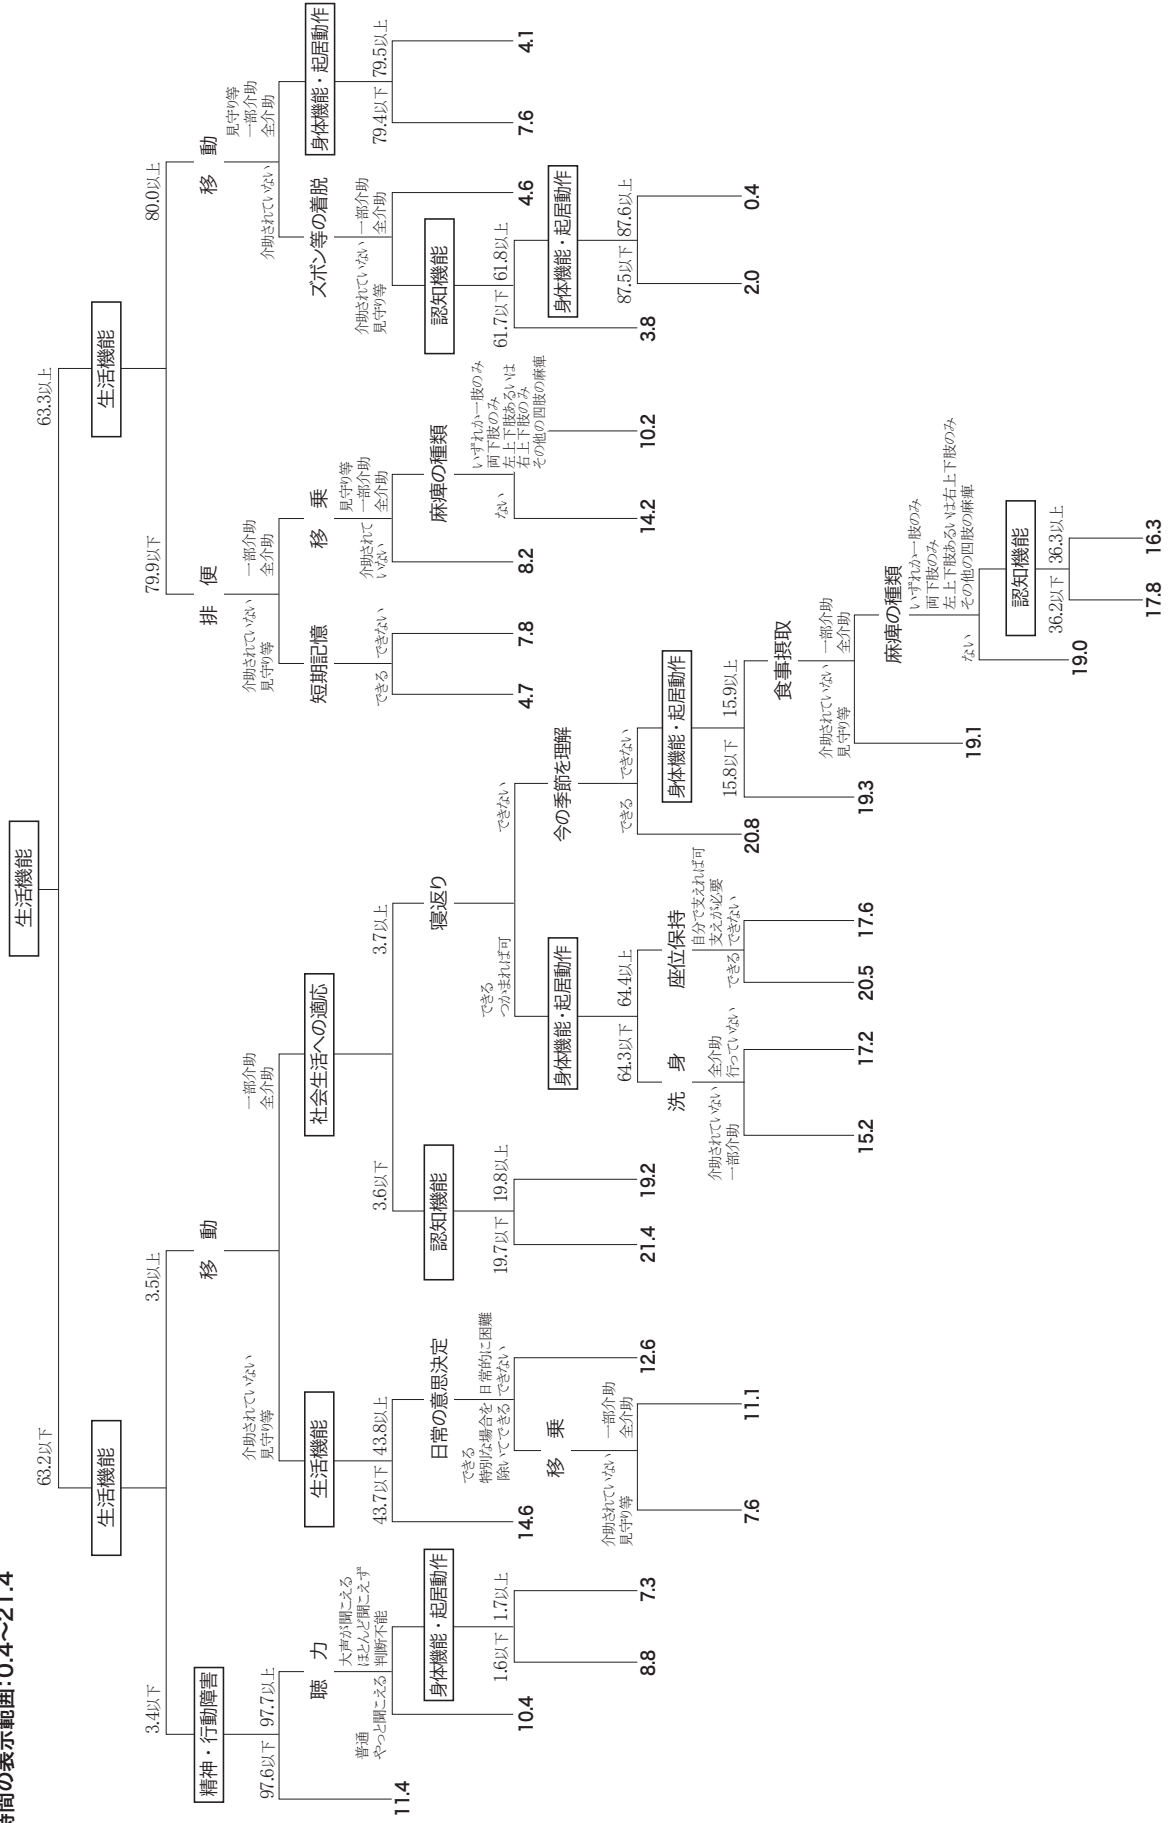 時間の表示範囲:0.4〜21.4
生活機能
63.2以下
63.3以上
生活機能
3.4以下
3.5以上
精神・行動障害
97.6以下
97.7以上
11.4
聴 力
普通
やっと聞こえる
大声が聞こえる
ほとんど聞こえず
判断不能
10.4
身体機能・起居動作
1.6以下
1.7以上
8.8
7.3
移 動
介助されていない
見守り等
一部介助
全介助
生活機能
43.7以下
43.8以上
14.6
日常の意思決定
できる
特別な場合を
除いてできる
日常的に困難
できない
移 乗
12.6
介助されていない
見守り等
一部介助
全介助
7.6
11.1
社会生活への適応
3.6以下
3.7以上
認知機能
19.7以下
19.8以上
21.4
19.2
寝返り
できる
つかまれば可
できない
身体機能・起居動作
64.3以下
64.4以上
洗 身
介助されていない
一部介助
全介助
行っていない
15.2
17.2
座位保持
できる
自分で支えれば可
支えが必要
できない
20.5
17.6
今の季節を理解
できる
できない
20.8
身体機能・起居動作
15.8以下
15.9以上
19.3
食事摂取
介助されていない
見守り等
一部介助
全介助
19.1
麻痺の種類
ない
いずれか一肢のみ
両下肢のみ
左上下肢あるいは右上下肢のみ
その他の四肢の麻痺
19.0
認知機能
36.2以下
36.3以上
17.8
16.3
生活機能
79.9以下
80.0以上
排 便
介助されていない
見守り等
一部介助
全介助
短期記憶
できる
できない
4.7
7.8
移 乗
介助されて
いない
見守り等
一部介助
全介助
8.2
麻痺の種類
ない
いずれか一肢のみ
両下肢のみ
左上下肢あるいは
右上下肢のみ
その他の四肢の麻痺
14.2
10.2
移 動
介助されていない
見守り等
一部介助
全介助
ズボン等の着脱
介助されていない
見守り等
一部介助
全介助
認知機能
4.6
61.7以下
61.8以上
3.8
身体機能・起居動作
87.5以下
87.6以上
2.0
0.4
身体機能・起居動作
79.4以下
79.5以上
7.6
4.1